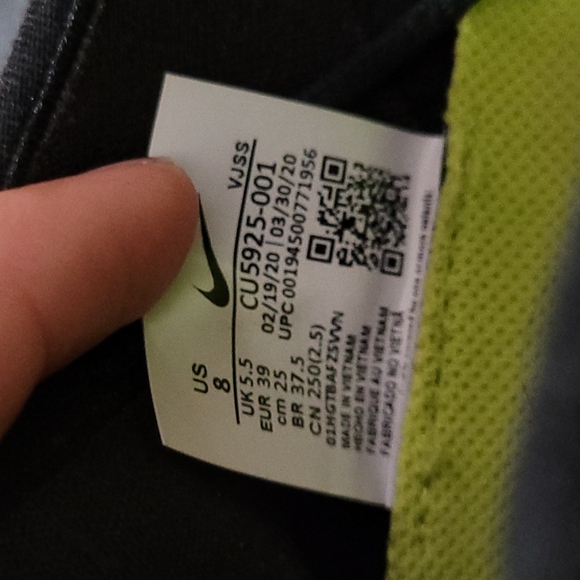 VJSS
US
8
CU5925-001
UK 5.5
02/19/20 | 03/30/20
EUR 39
UPC 00194500771956
cm 25
BR 37.5
CN 250(2.5)
MADE IN VIETNAM
HECHO EN VIETNAM
FABRIQUE AU VIETNAM
FABRICADO NO VIETNÃ